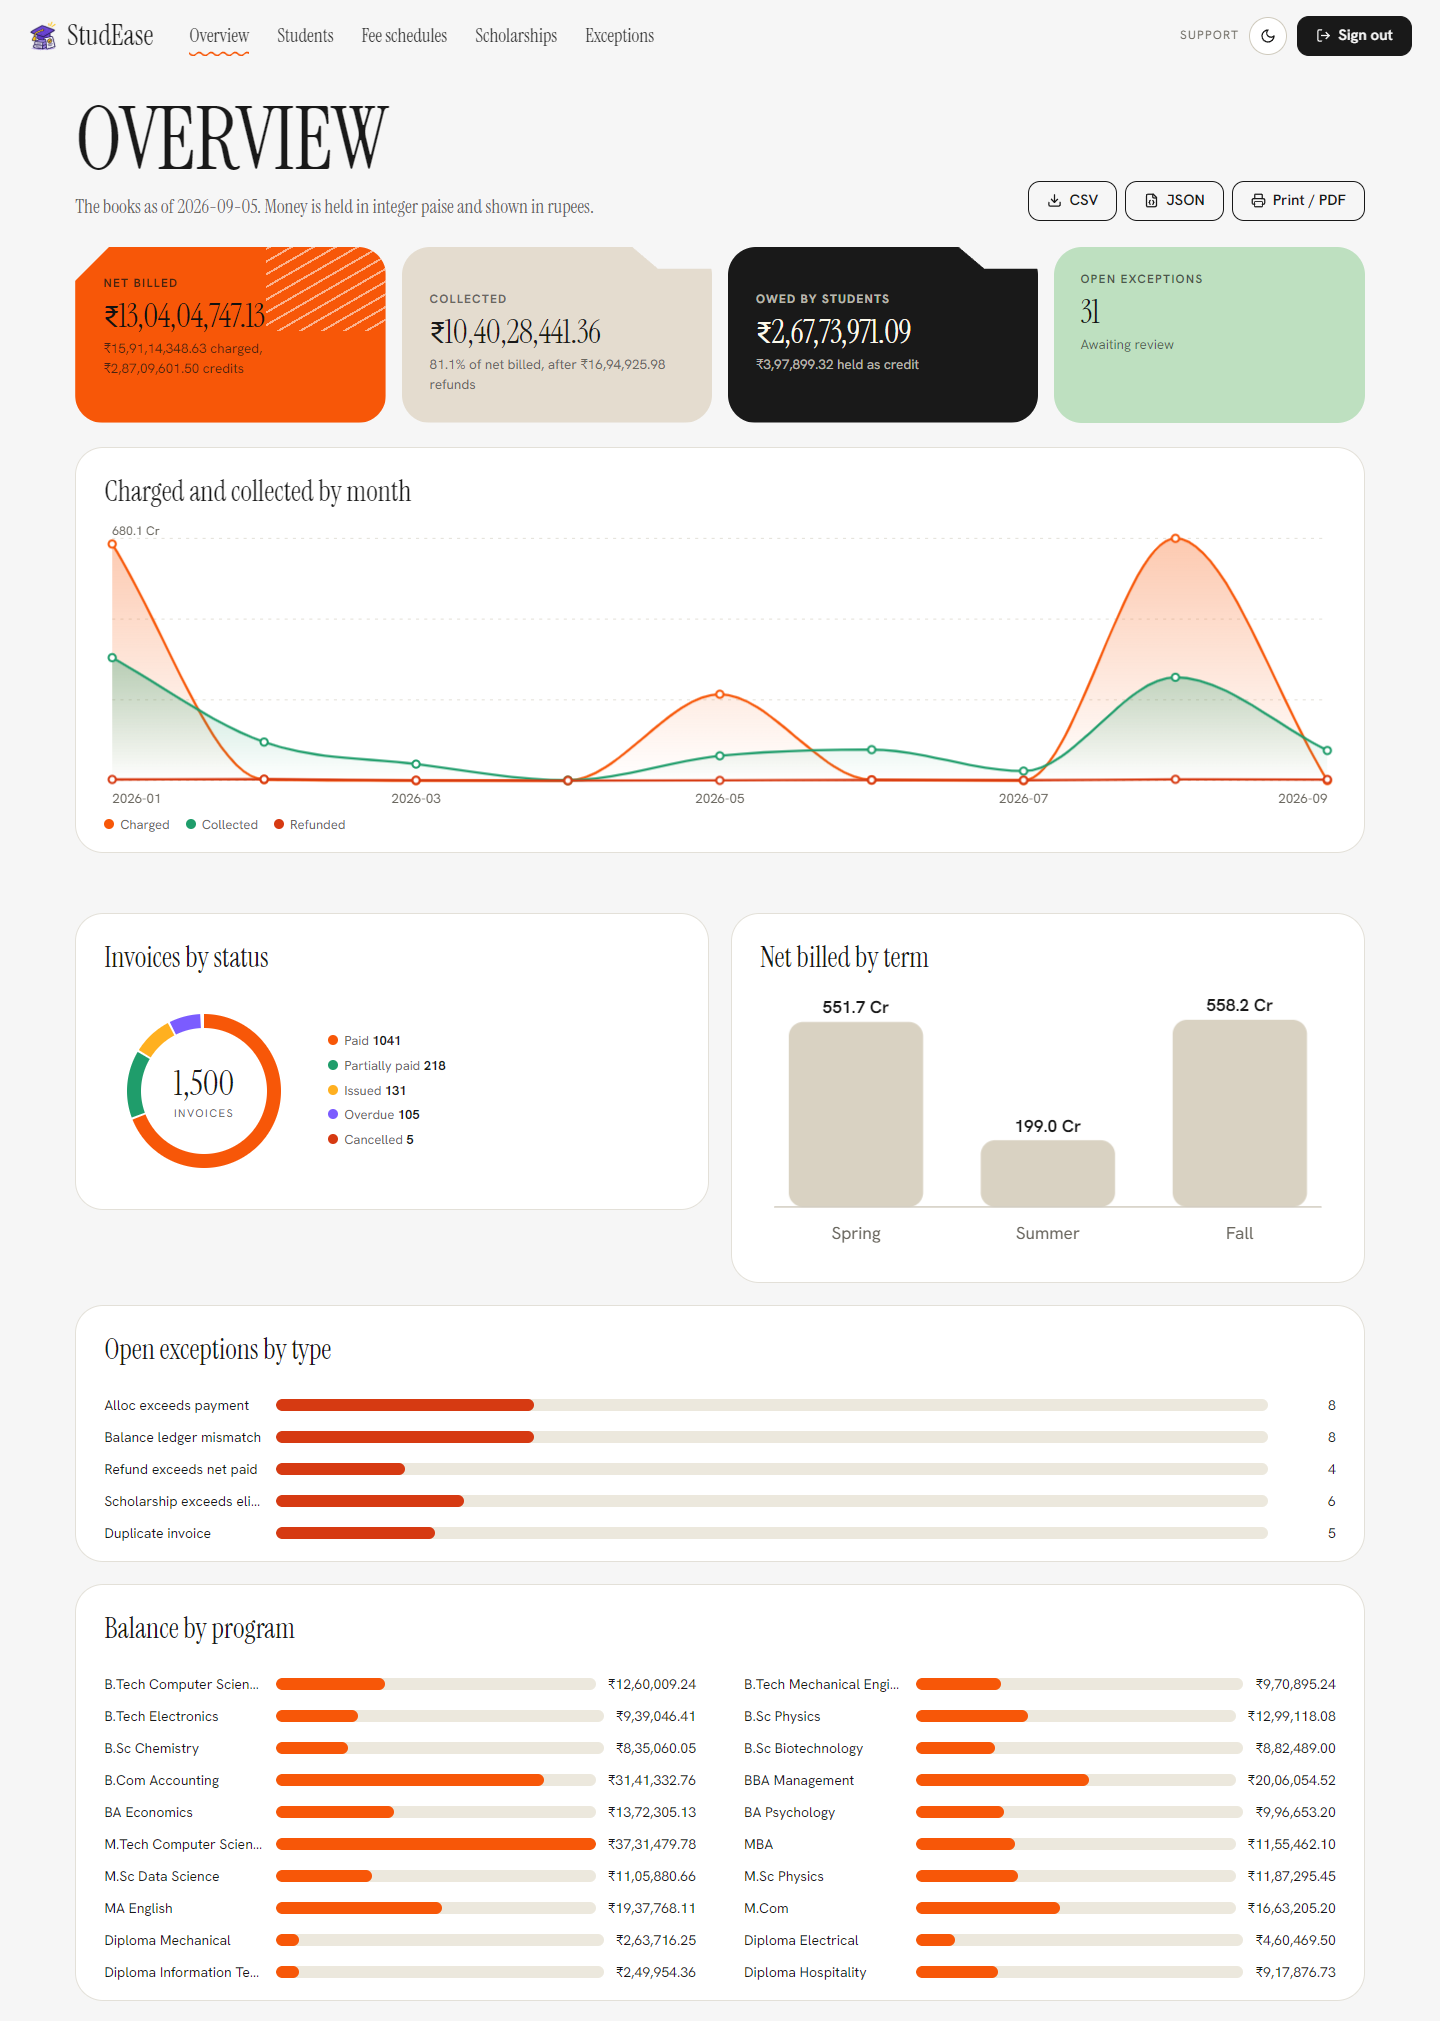 StudEase
Overview
Students
Fee schedules
Scholarships
Exceptions
SUPPORT
Sign out
OVERVIEW
The books as of 2026-09-05. Money is held in integer paise and shown in rupees.
CSV
JSON
Print / PDF
NET BILLED
₹13,04,04,747.13
₹15,91,14,348.63 charged,
₹2,87,09,601.50 credits
COLLECTED
₹10,40,28,441.36
81.1% of net billed, after ₹16,94,925.98
refunds
OWED BY STUDENTS
₹2,67,73,971.09
₹3,97,899.32 held as credit
OPEN EXCEPTIONS
31
Awaiting review
Charged and collected by month
680.1 Cr
2026-01
2026-03
2026-05
2026-07
2026-09
Charged
Collected
Refunded
Invoices by status
1,500
INVOICES
Paid 1041
Partially paid 218
Issued 131
Overdue 105
Cancelled 5
Net billed by term
551.7 Cr
199.0 Cr
558.2 Cr
Spring
Summer
Fall
Open exceptions by type
Alloc exceeds payment 8
Balance ledger mismatch 8
Refund exceeds net paid 4
Scholarship exceeds eli... 6
Duplicate invoice 5
Balance by program
B.Tech Computer Scien... ₹12,60,009.24
B.Tech Mechanical Engi... ₹9,70,895.24
B.Tech Electronics ₹9,39,046.41
B.Sc Physics ₹12,99,118.08
B.Sc Chemistry ₹8,35,060.05
B.Sc Biotechnology ₹8,82,489.00
B.Com Accounting ₹31,41,332.76
BBA Management ₹20,06,054.52
BA Economics ₹13,72,305.13
BA Psychology ₹9,96,653.20
M.Tech Computer Scien... ₹37,31,479.78
MBA ₹11,55,462.10
M.Sc Data Science ₹11,05,880.66
M.Sc Physics ₹11,87,295.45
MA English ₹19,37,768.11
M.Com ₹16,63,205.20
Diploma Mechanical ₹2,63,716.25
Diploma Electrical ₹4,60,469.50
Diploma Information Te... ₹2,49,954.36
Diploma Hospitality ₹9,17,876.73